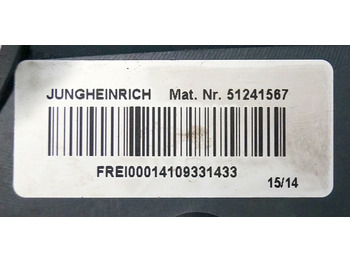 JUNGHEINRICH Mat. Nr. 51241567
FREI00014109331433
15/14